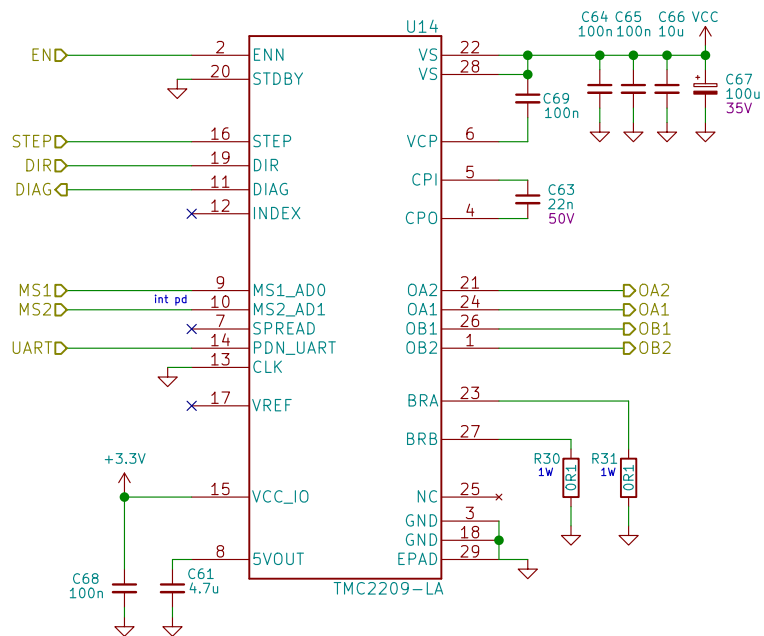 U14
C64 C65 C66 VCC
100n 100n 10u
EN 2 ENN VS 22
20 STDBY VS 28
+ C67
100u
35V
C69
100n
STEP 16 STEP VCP 6
DIR 19 DIR
DIAG 11 DIAG CPI 5
12 INDEX CPO 4
C63
22n
50V
MS1 9 MS1_AD0 OA2 21 OA2
int pd
MS2 10 MS2_AD1 OA1 24 OA1
7 SPREAD OB1 26 OB1
UART 14 PDN_UART OB2 1 OB2
13 CLK
17 VREF BRA 23
BRB 27
R30 0R1 R31 0R1
1W 1W
+3.3V
15 VCC_IO NC 25
GND 3
GND 18
8 5VOUT EPAD 29
C68 C61
100n 4.7u
TMC2209-LA